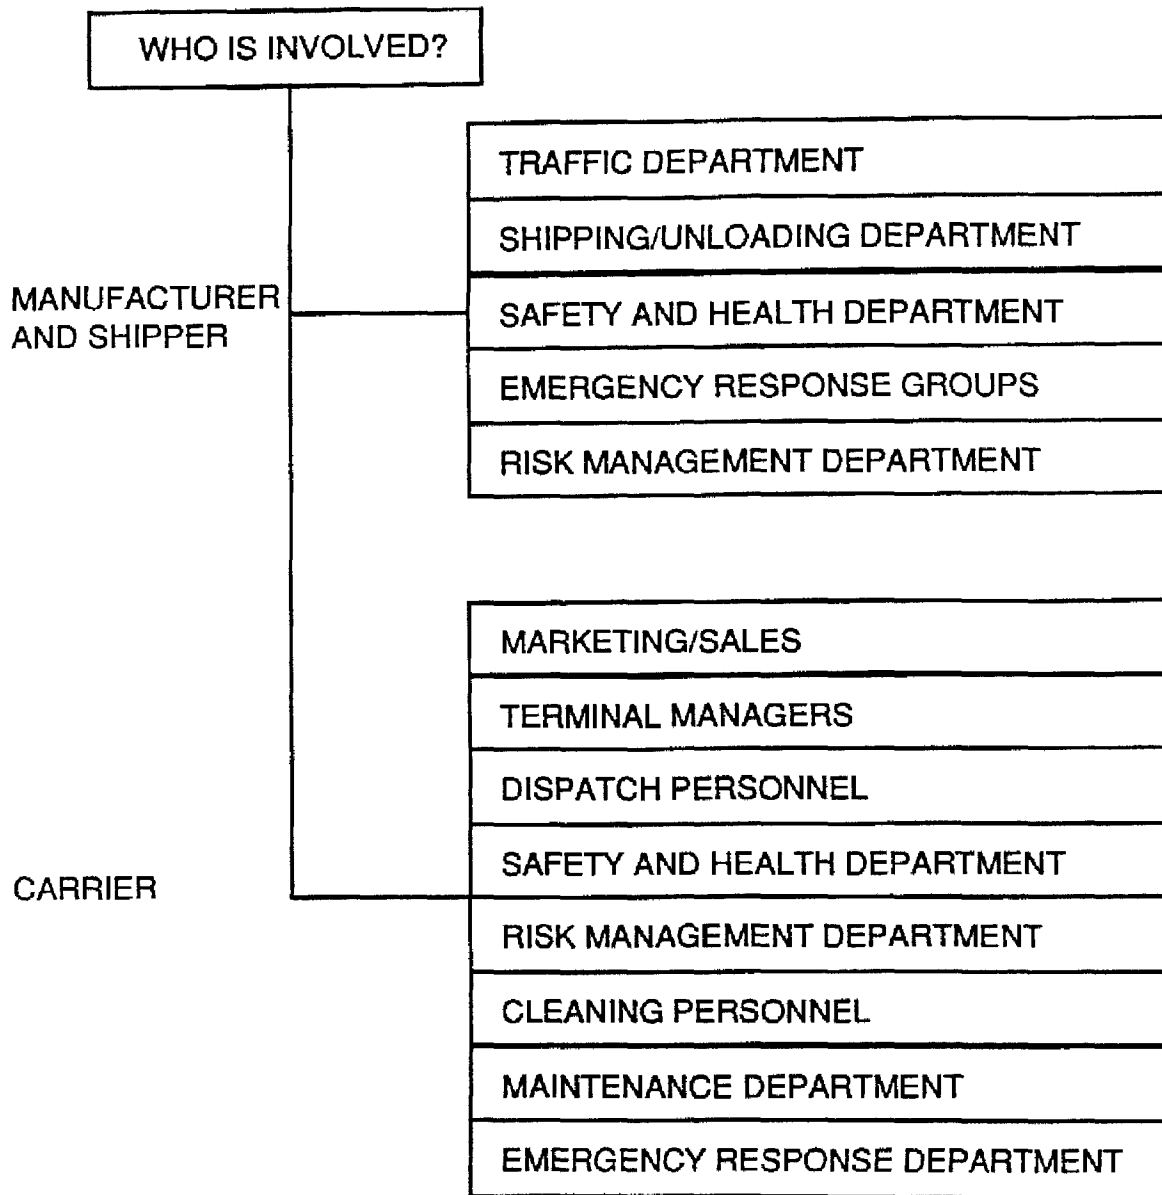 WHO IS INVOLVED?
TRAFFIC DEPARTMENT
SHIPPING/UNLOADING DEPARTMENT
MANUFACTURER
AND SHIPPER
SAFETY AND HEALTH DEPARTMENT
EMERGENCY RESPONSE GROUPS
RISK MANAGEMENT DEPARTMENT
MARKETING/SALES
TERMINAL MANAGERS
DISPATCH PERSONNEL
SAFETY AND HEALTH DEPARTMENT
CARRIER
RISK MANAGEMENT DEPARTMENT
CLEANING PERSONNEL
MAINTENANCE DEPARTMENT
EMERGENCY RESPONSE DEPARTMENT